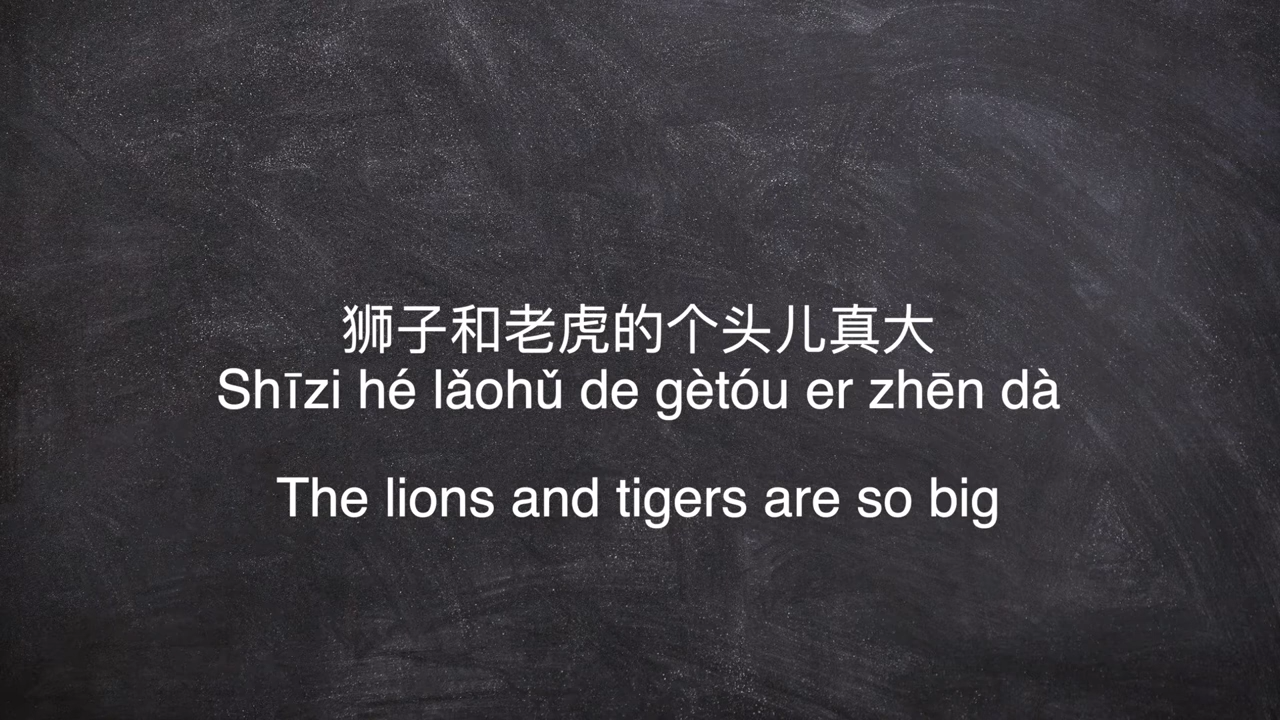 狮子和老虎的个头儿真大
Shīzi hé lǎohǔ de gètóu er zhēn dà
The lions and tigers are so big